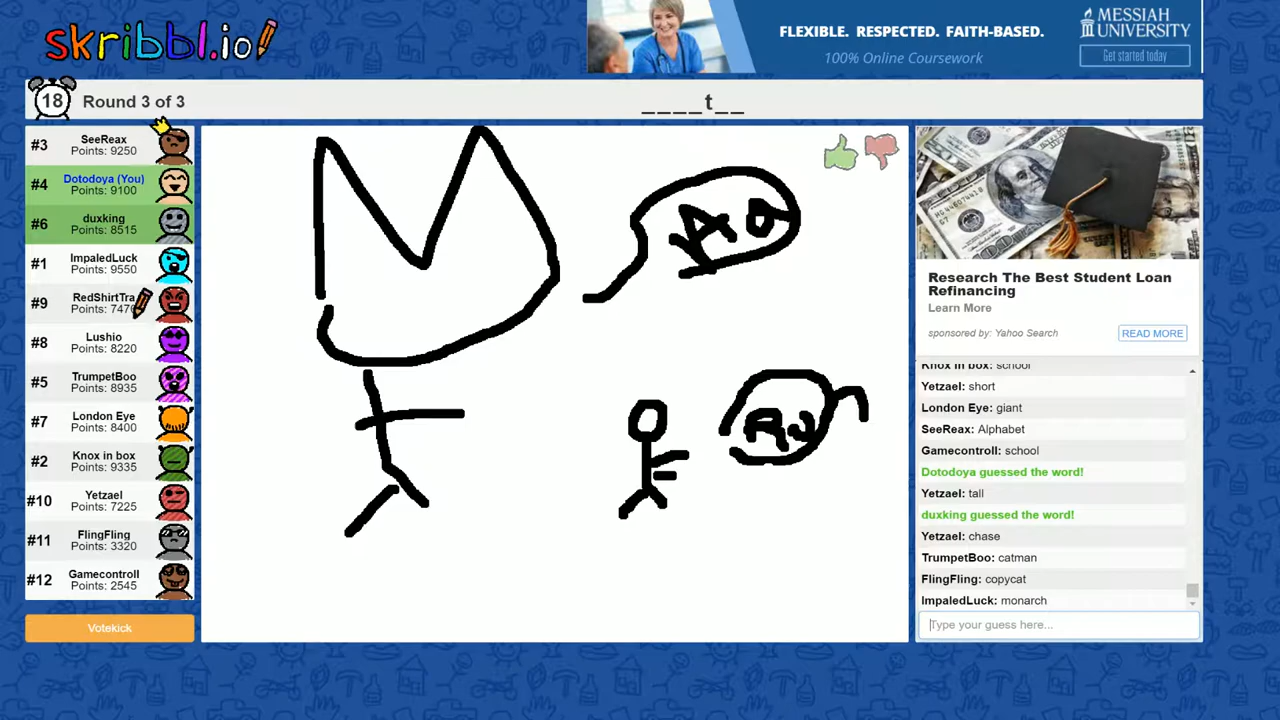 skribbl.io
FLEXIBLE. RESPECTED. FAITH-BASED.
100% Online Coursework
MESSIAH
UNIVERSITY
Get started today
18
Round 3 of 3
____t__
#3
SeeReax
Points: 9250
#4
Dotodoya (You)
Points: 9100
#6
duxking
Points: 8515
#1
ImpaledLuck
Points: 9550
#9
RedShirtTra
Points: 7470
#8
Lushio
Points: 8220
#5
TrumpetBoo
Points: 8935
#7
London Eye
Points: 8400
#2
Knox in box
Points: 9335
#10
Yetzael
Points: 7225
#11
FlingFling
Points: 3320
#12
Gamecontroll
Points: 2545
Votekick
Research The Best Student Loan
Refinancing
Learn More
sponsored by: Yahoo Search
READ MORE
Knox in box: school
Yetzael: short
London Eye: giant
SeeReax: Alphabet
Gamecontroll: school
Dotodoya guessed the word!
Yetzael: tall
duxking guessed the word!
Yetzael: chase
TrumpetBoo: catman
FlingFling: copycat
ImpaledLuck: monarch
Type your guess here...